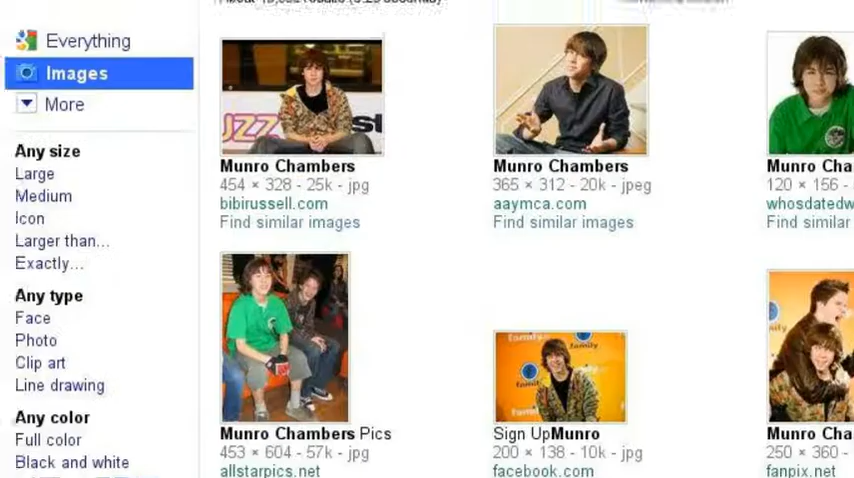 Everything
Images
More
Any size
Large
Medium
Icon
Larger than...
Exactly...
Any type
Face
Photo
Clip art
Line drawing
Any color
Full color
Black and white
Munro Chambers
454 × 328 - 25k - jpg
bibirussell.com
Find similar images
Munro Chambers
365 × 312 - 20k - jpeg
aaymca.com
Find similar images
Munro Cha
120 × 156 -
whosdatedw
Find similar
Munro Chambers Pics
453 × 604 - 57k - jpg
allstarpics.net
family
Sign UpMunro
200 × 138 - 10k - jpg
facebook.com
Munro Cha
250 × 360 -
fanpix.net